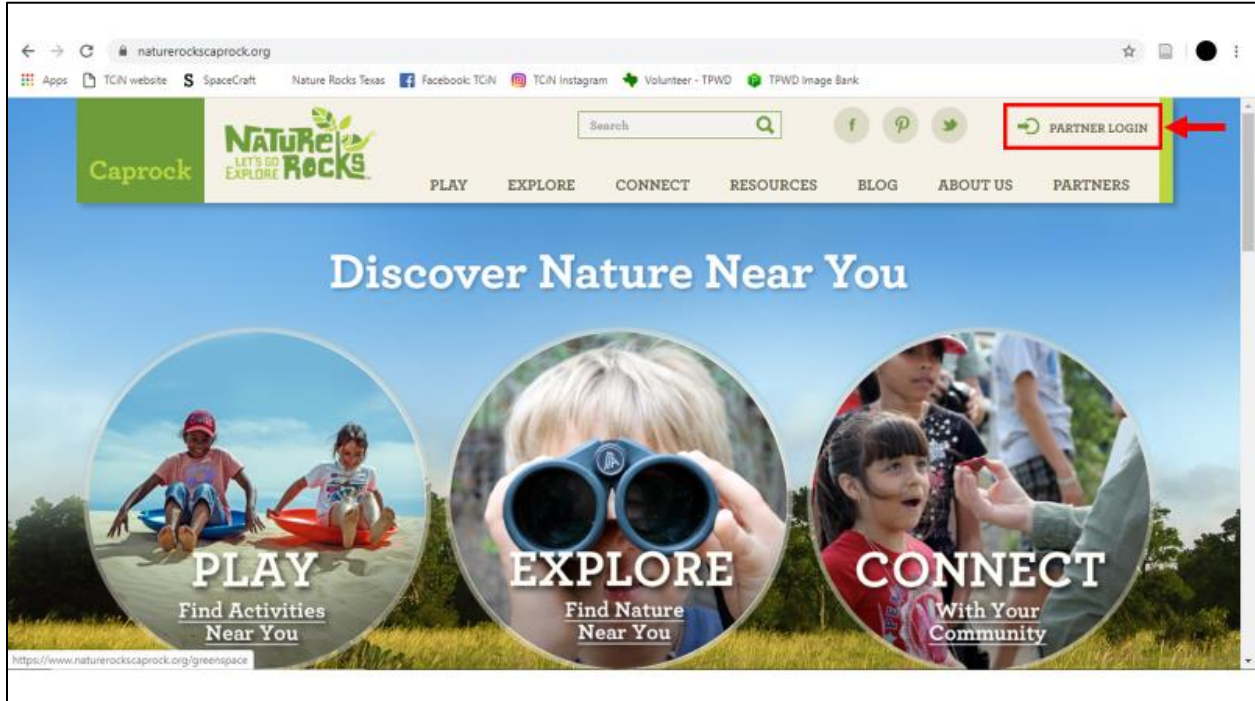 naturerockscaprock.org
Apps TCiN website SpaceCraft Nature Rocks Texas Facebook: TCiN TCiN Instagram Volunteer - TPWD TPWD Image Bank
Caprock
NATURE ROCKS
LET'S GO EXPLORE
Search
PARTNER LOGIN
PLAY EXPLORE CONNECT RESOURCES BLOG ABOUT US PARTNERS
Discover Nature Near You
PLAY
Find Activities
Near You
EXPLORE
Find Nature
Near You
CONNECT
With Your
Community
https://www.naturerockscaprock.org/greenspace